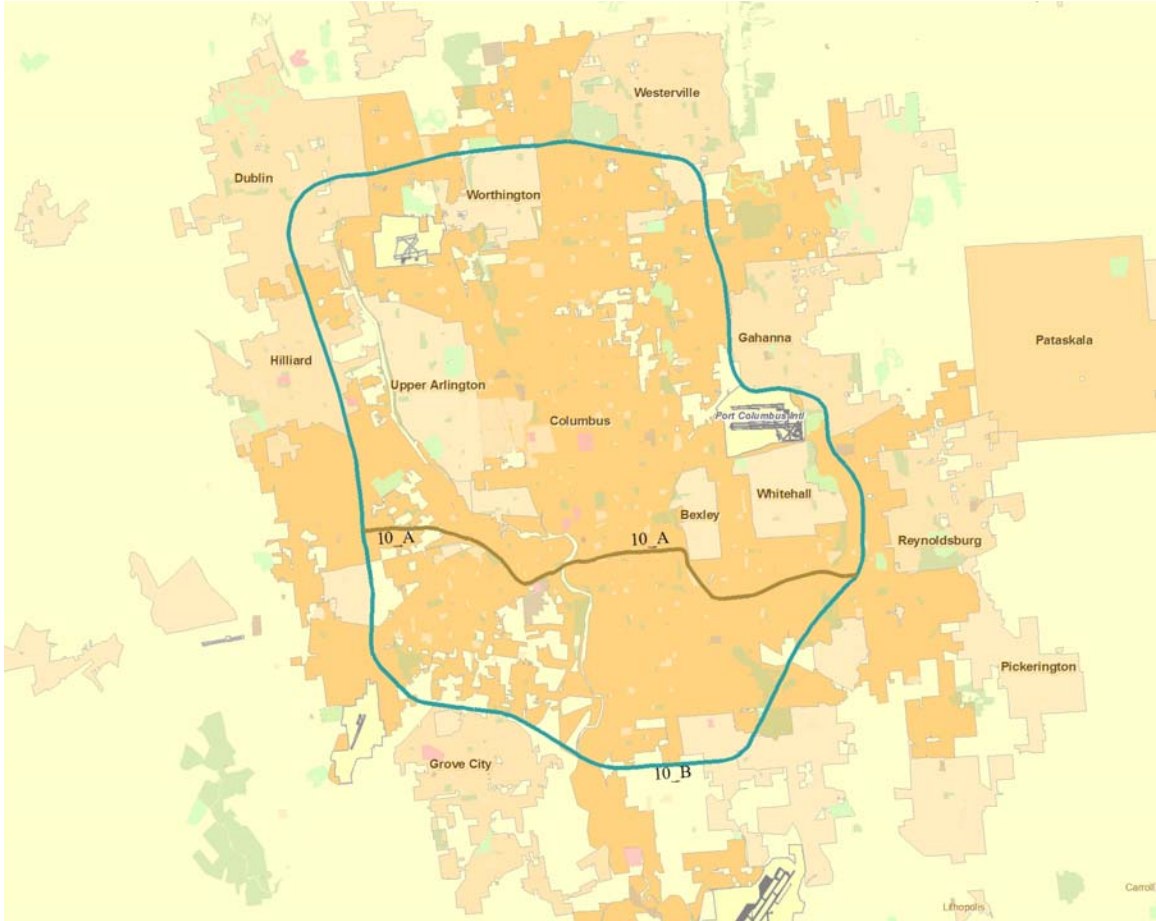 Westerville
Dublin
Worthington
Gahanna
Pataskala
Hilliard
Upper Arlington
Columbus
Port Columbus Intl
Whitehall
Bexley
10_A
10_A
Reynoldsburg
Pickerington
Grove City
10_B
Carroll
Lithopolis